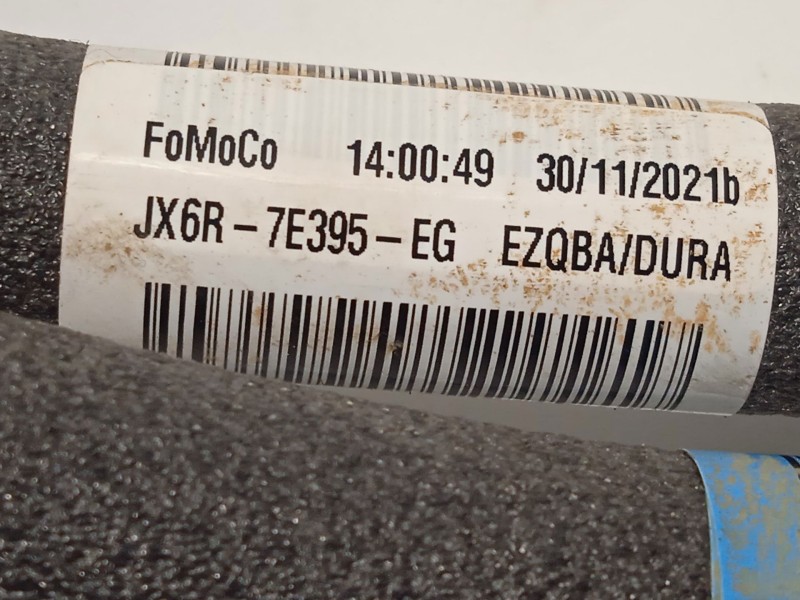 FoMoCo 14:00:49 30/11/2021b
JX6R-7E395-EG EZQBA/DURA